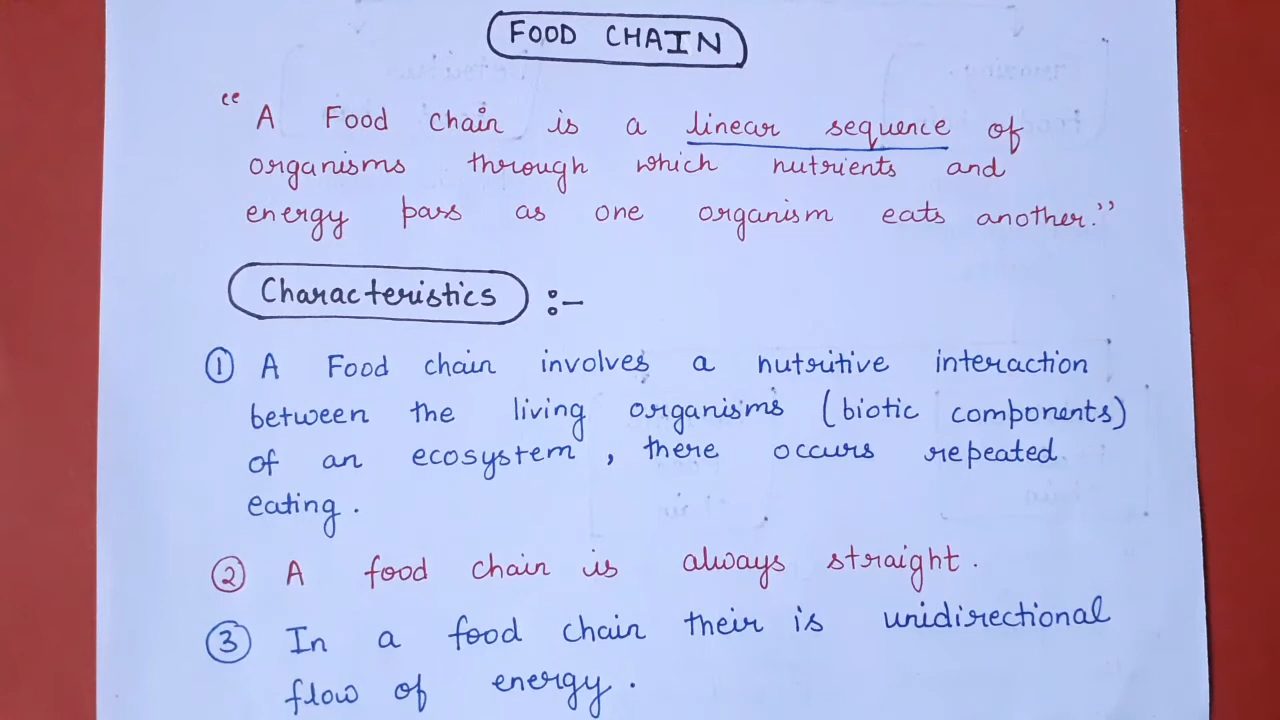 FOOD CHAIN
“ A Food chain is a linear sequence of
organisms through which nutrients and
energy pass as one organism eats another.”
Characteristics :-
① A Food chain involves a nutritive interaction
between the living organisms (biotic components)
of an ecosystem, there occurs repeated
eating.
② A food chain is always straight.
③ In a food chain their is unidirectional
flow of energy.